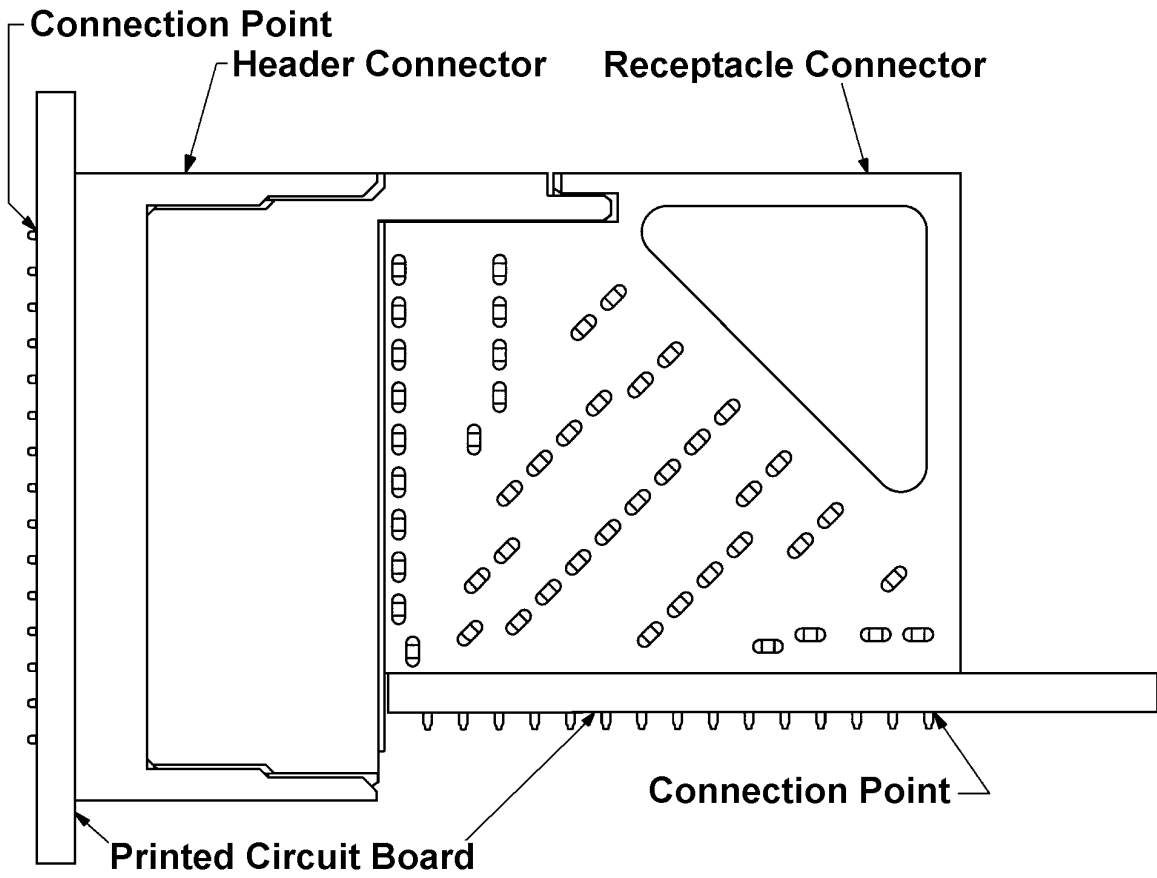 Connection Point
Header Connector
Receptacle Connector
Connection Point
Printed Circuit Board